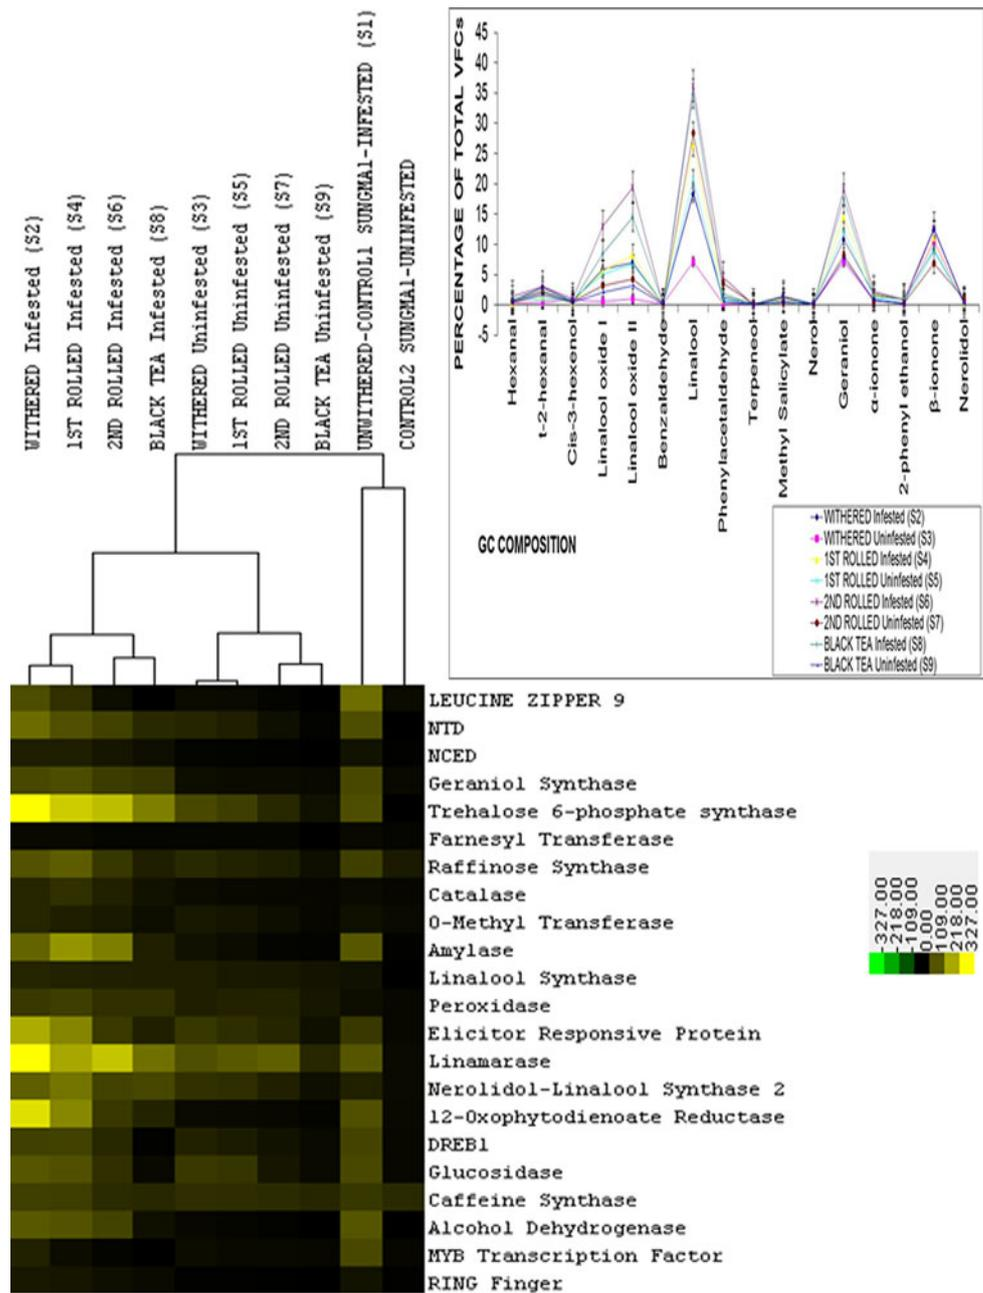 WITHERED Infested (S2)
1ST ROLLED Infested (S4)
2ND ROLLED Infested (S6)
BLACK TEA Infested (S8)
WITHERED Uninfested (S3)
1ST ROLLED Uninfested (S5)
2ND ROLLED Uninfested (S7)
BLACK TEA Uninfested (S9)
UNWITHERED-CONTROL1 SUNGMA1-INFESTED (S1)
CONTROL2 SUNGMA1-UNINFESTED
PERCENTAGE OF TOTAL VFCs
45
40
35
30
25
20
15
10
5
0
-5
Hexanal
t-2-hexanal
Cis-3-hexenol
Linalool oxide I
Linalool oxide II
Benzaldehyde
Linalool
Phenylacetaldehyde
Terpeneol
Methyl Salicylate
Nerol
Geraniol
α-ionone
2-phenyl ethanol
β-ionone
Nerolidol
GC COMPOSITION
WITHERED Infested (S2)
WITHERED Uninfested (S3)
1ST ROLLED Infested (S4)
1ST ROLLED Uninfested (S5)
2ND ROLLED Infested (S6)
2ND ROLLED Uninfested (S7)
BLACK TEA Infested (S8)
BLACK TEA Uninfested (S9)
LEUCINE ZIPPER 9
NTD
NCED
Geraniol Synthase
Trehalose 6-phosphate synthase
Farnesyl Transferase
Raffinose Synthase
Catalase
O-Methyl Transferase
Amylase
Linalool Synthase
Peroxidase
Elicitor Responsive Protein
Linamarase
Nerolidol-Linalool Synthase 2
12-Oxophytodienoate Reductase
DREB1
Glucosidase
Caffeine Synthase
Alcohol Dehydrogenase
MYB Transcription Factor
RING Finger
-327.00
-218.00
-109.00
0.00
109.00
218.00
327.00